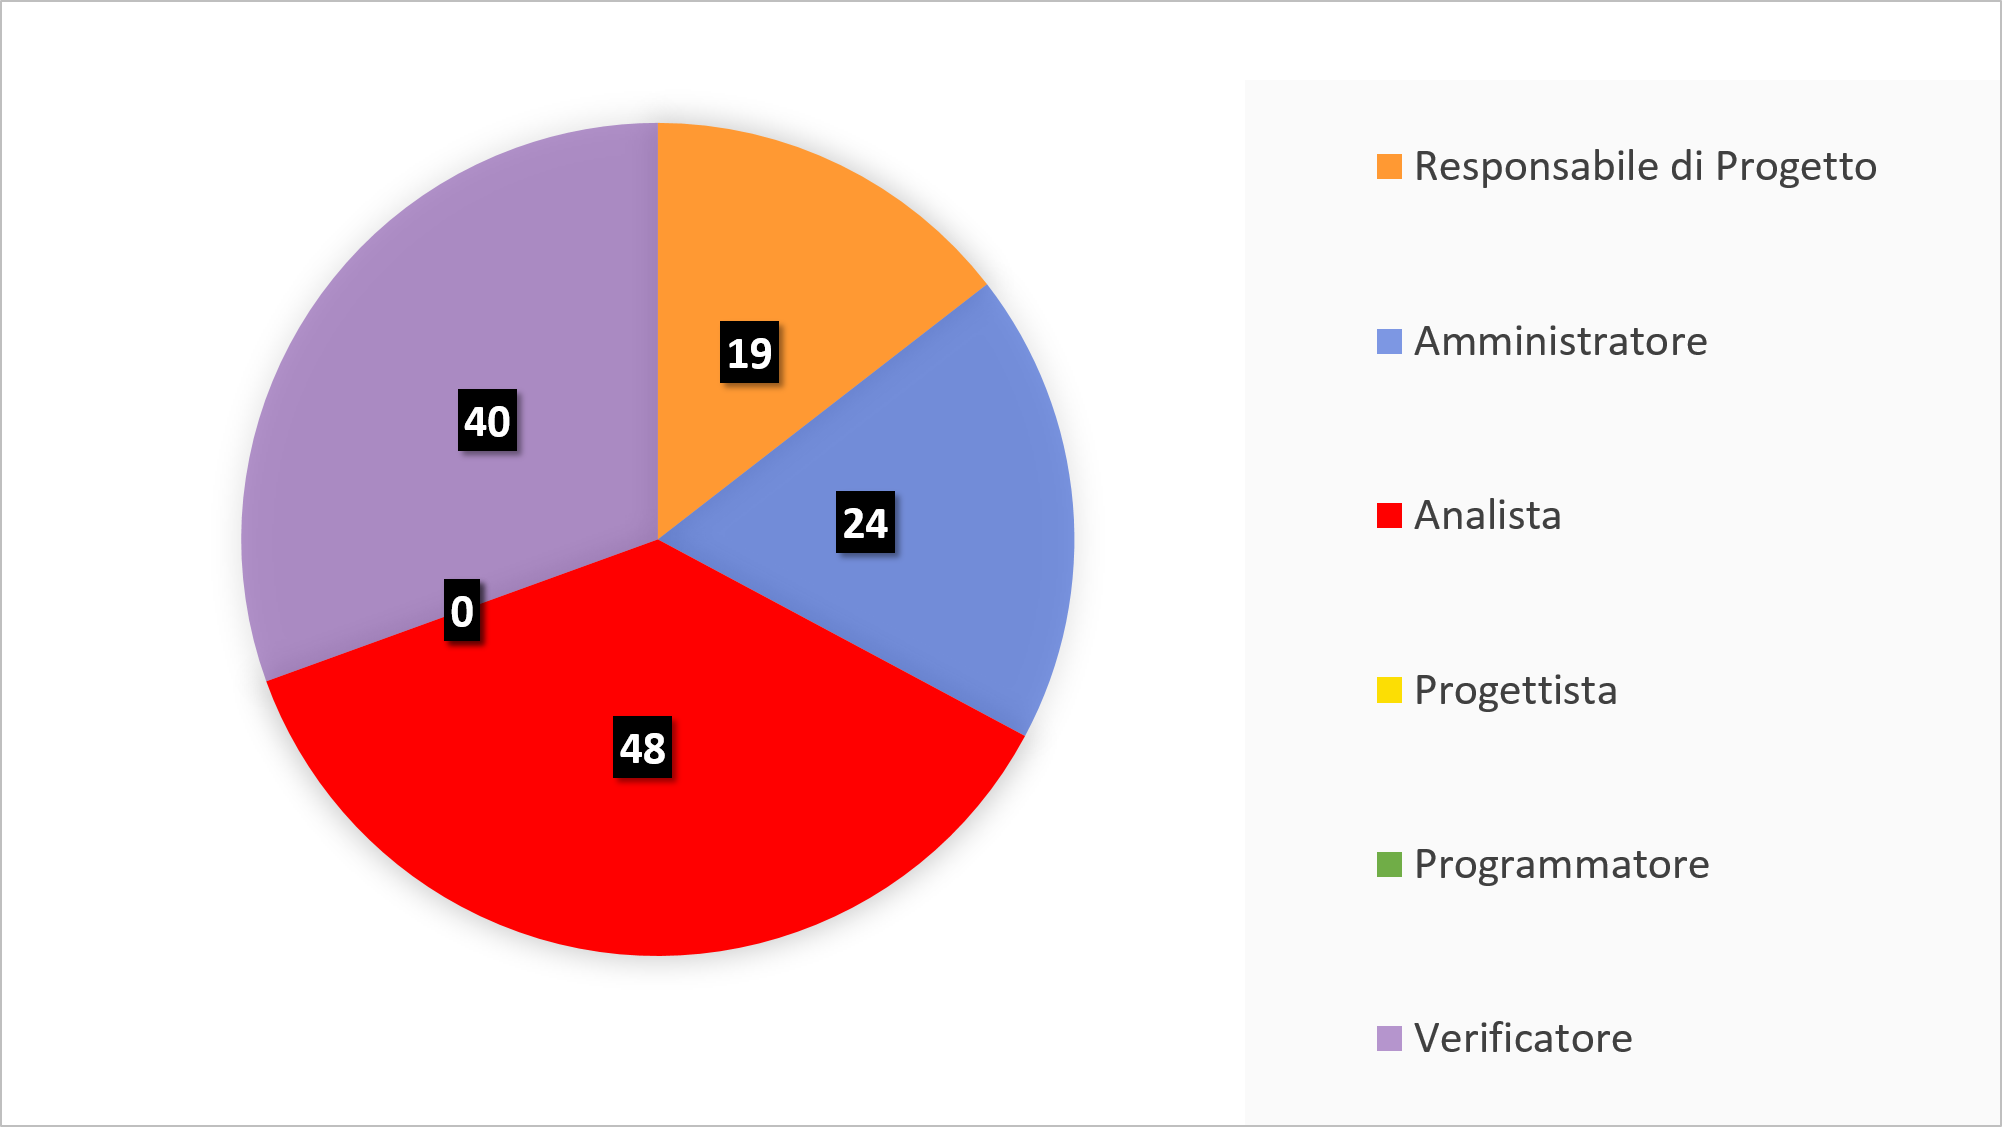 19
24
48
0
40
Responsabile di Progetto
Amministratore
Analista
Progettista
Programmatore
Verificatore